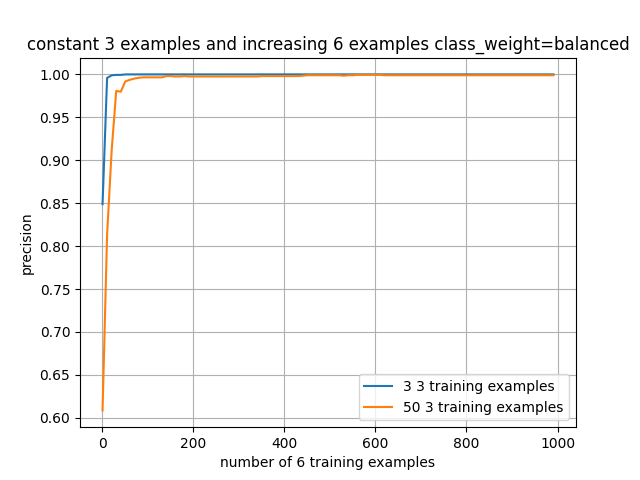 constant 3 examples and increasing 6 examples class_weight=balanced
precision
1.00
0.95
0.90
0.85
0.80
0.75
0.70
0.65
0.60
3 3 training examples
50 3 training examples
0 200 400 600 800 1000
number of 6 training examples